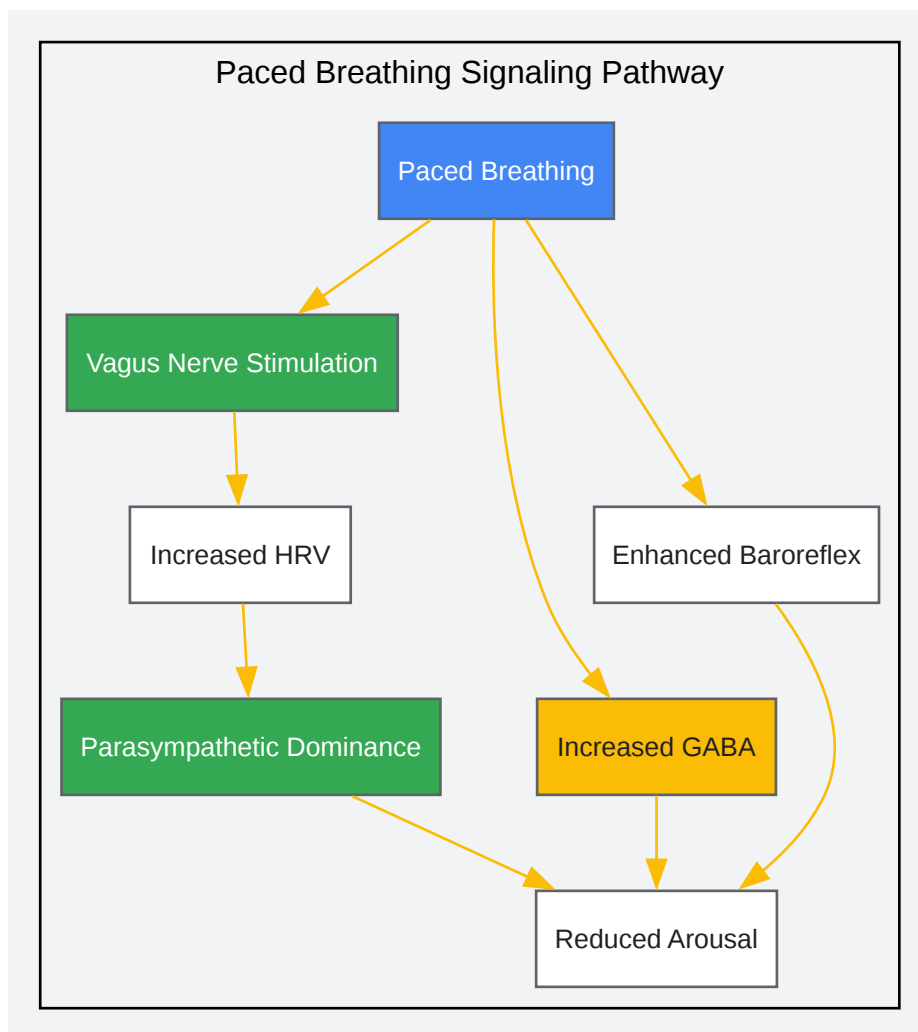 Paced Breathing Signaling Pathway
Paced Breathing
Vagus Nerve Stimulation
Increased HRV
Enhanced Baroreflex
Parasympathetic Dominance
Increased GABA
Reduced Arousal